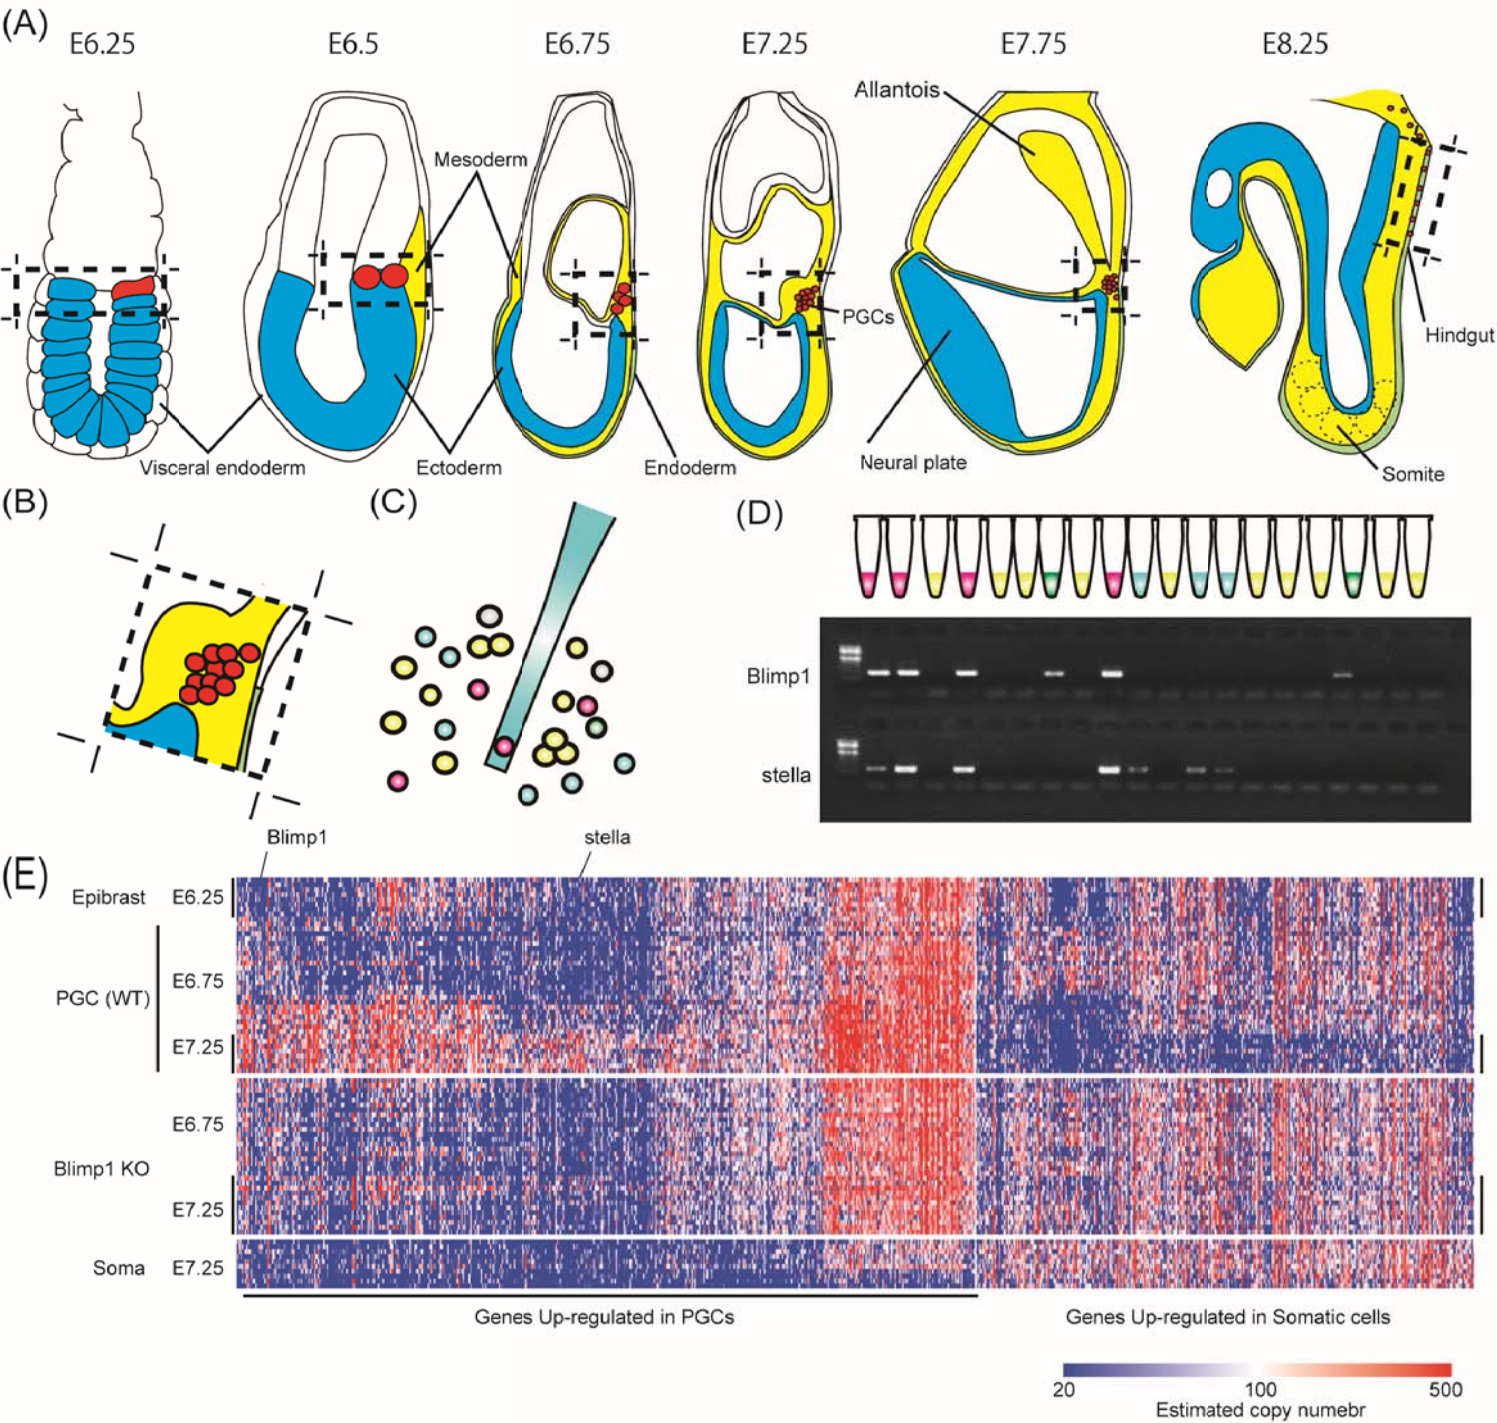 (A)
E6.25 E6.5 E6.75 E7.25 E7.75 E8.25
Allantois
Mesoderm
PGCs
Hindgut
Visceral endoderm Ectoderm Endoderm Neural plate
Somite
(B) (C) (D)
Blimp1
stella
Blimp1 stella
(E)
Epibrast E6.25
E6.75
PGC (WT)
E7.25
E6.75
Blimp1 KO
E7.25
Soma E7.25
Genes Up-regulated in PGCs Genes Up-regulated in Somatic cells
20 100 500
Estimated copy numebr